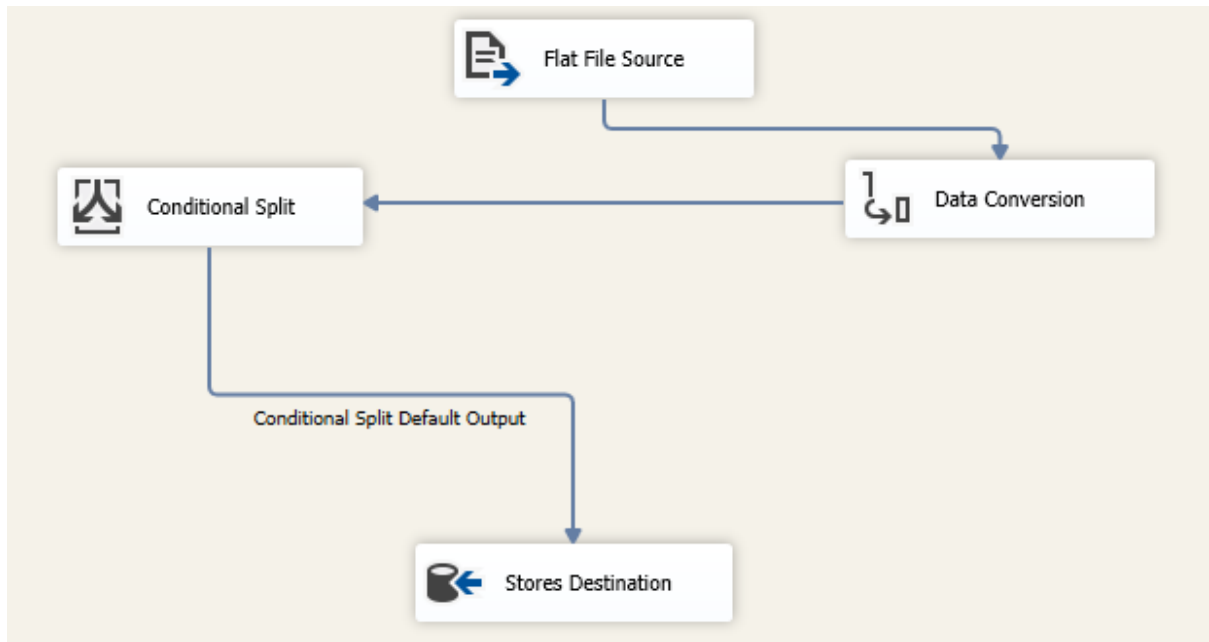 Flat File Source
Data Conversion
Conditional Split
Conditional Split Default Output
Stores Destination